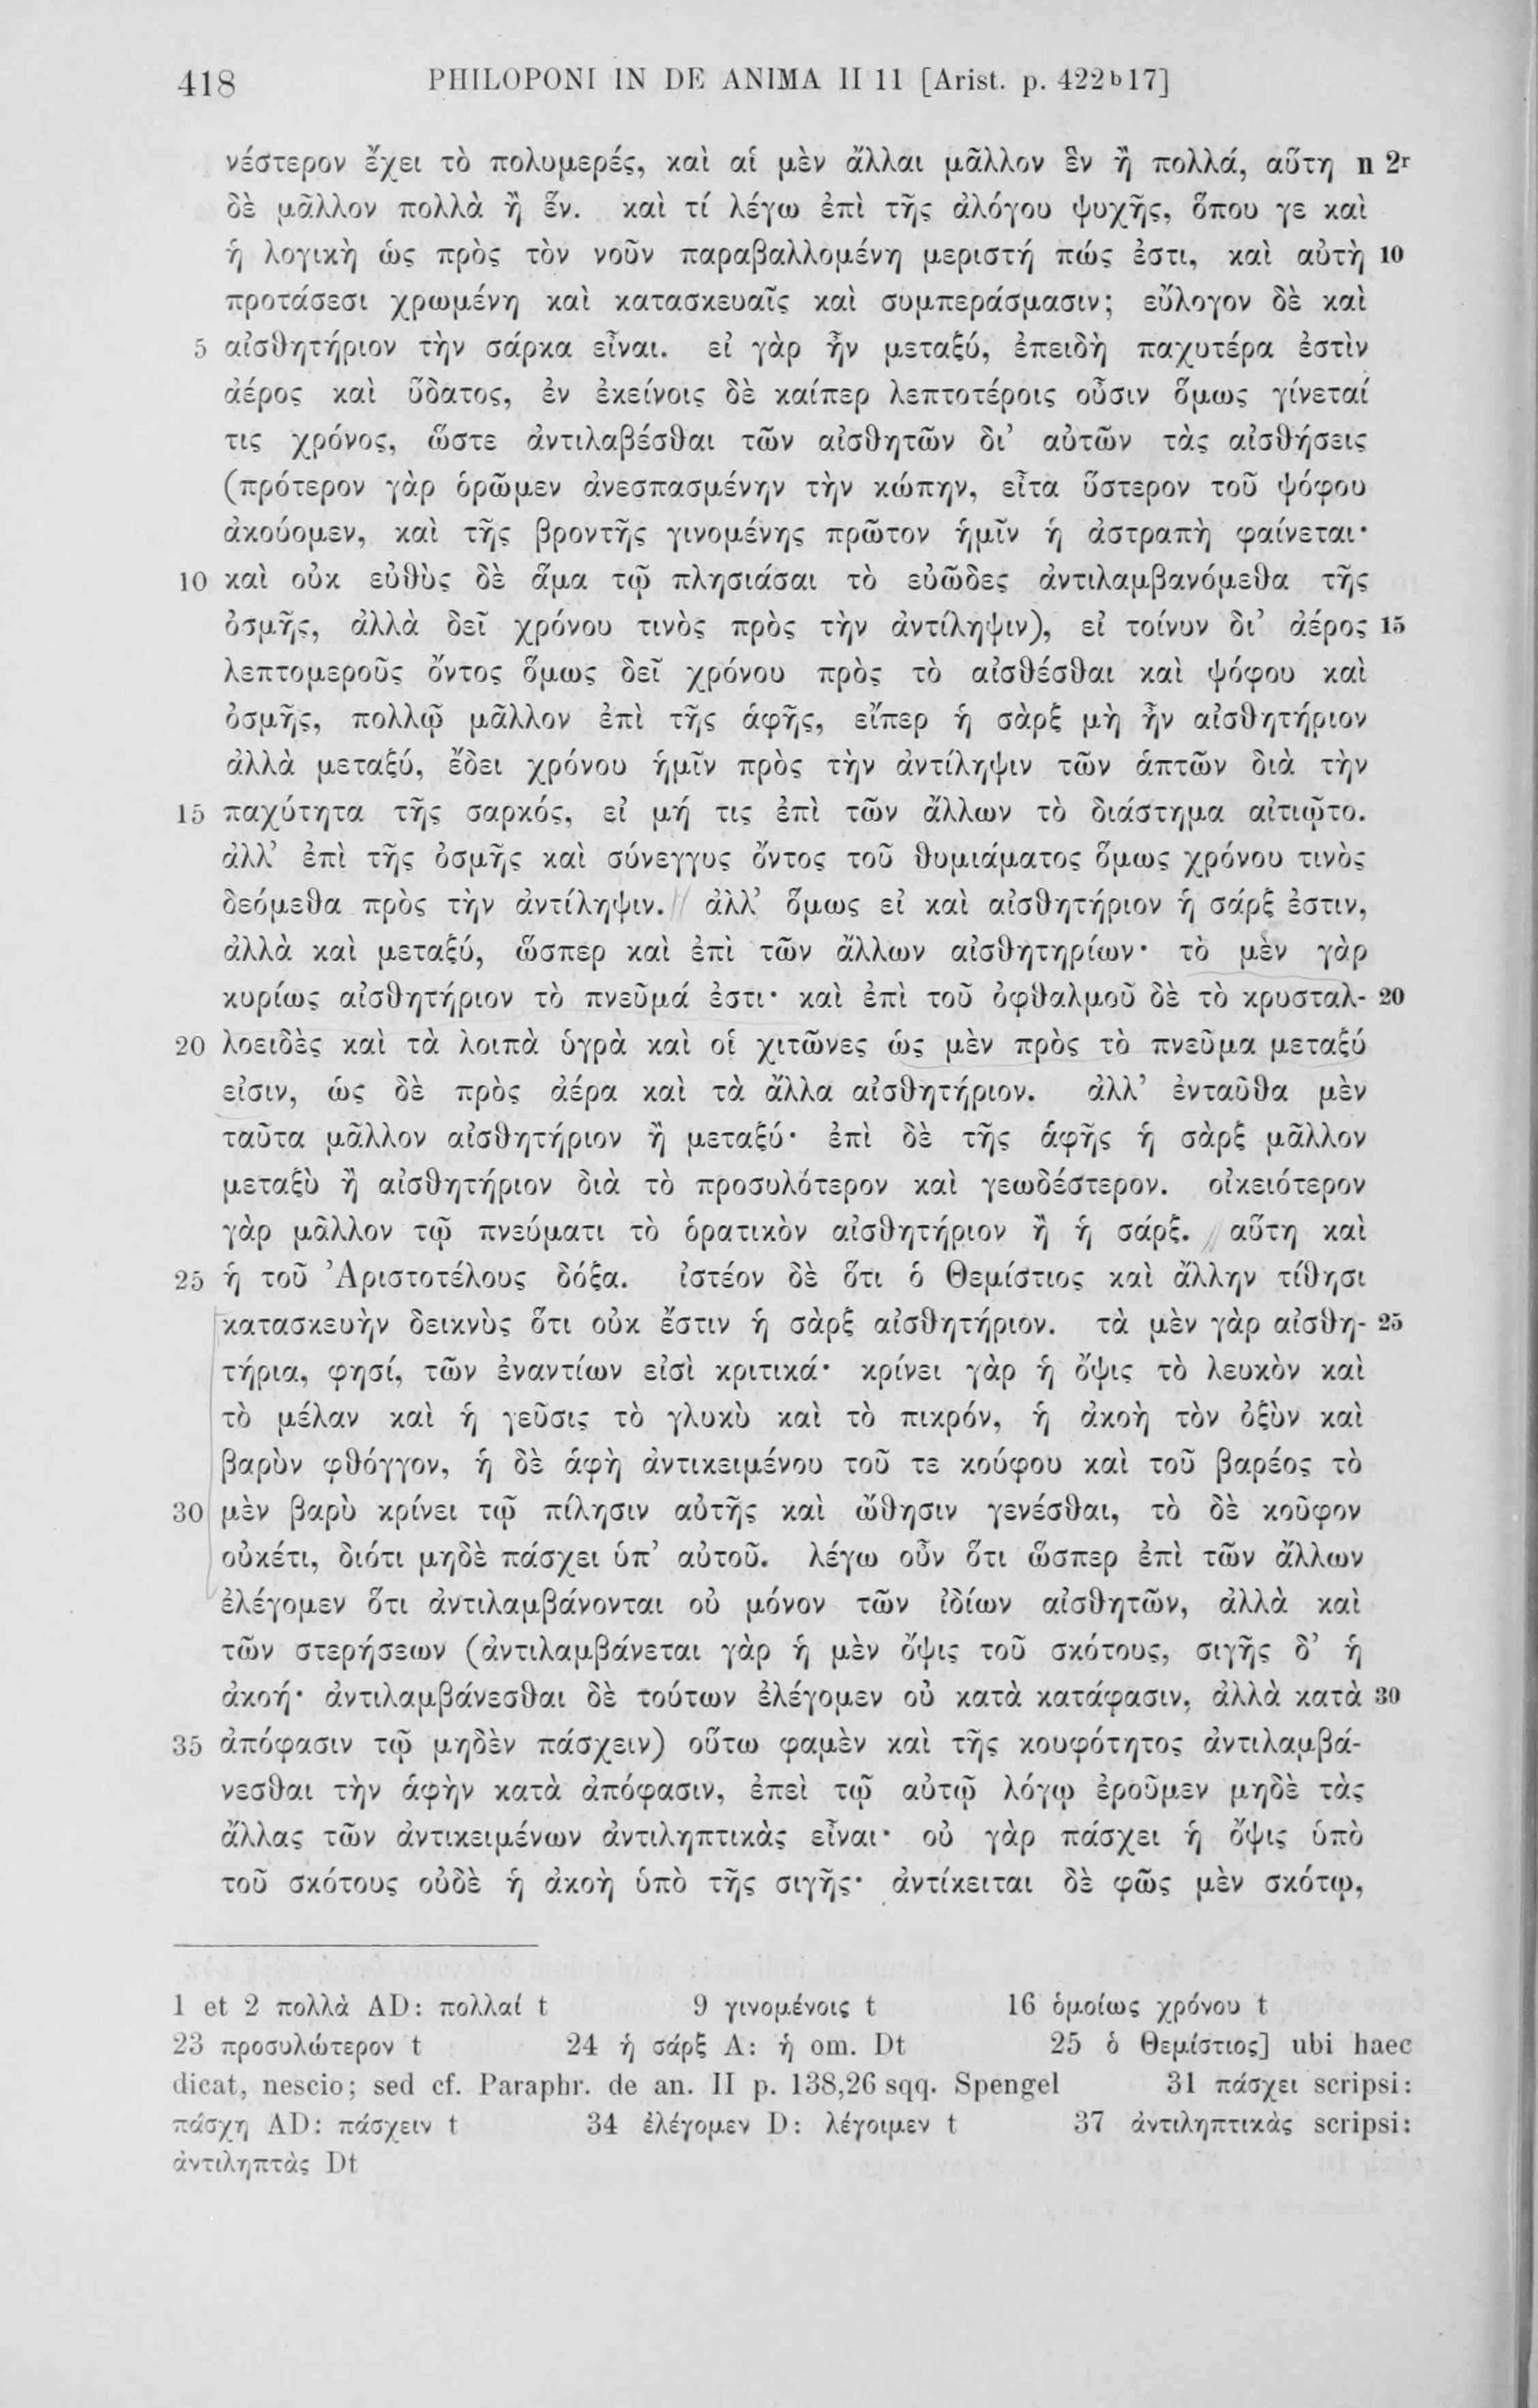 418 PHILOPONI IN DE ANIMA II 11 [Arist. p. 422b17]
νέστερον ἔχει τὸ πολυμερές, καὶ αἱ μὲν ἄλλαι μᾶλλον ἓν ἢ πολλά, αὕτη n 2r
δὲ μᾶλλον πολλὰ ἢ ἕν. καὶ τί λέγω ἐπὶ τῆς ἀλόγου ψυχῆς, ὅπου γε καὶ
ἡ λογικὴ ὡς πρὸς τὸν νοῦν παραβαλλομένη μεριστή πώς ἐστι, καὶ αὐτὴ 10
προτάσεσι χρωμένη καὶ κατασκευαῖς καὶ συμπεράσμασιν; εὔλογον δὲ καὶ
5 αἰσθητήριον τὴν σάρκα εἶναι. εἰ γὰρ ἦν μεταξύ, ἐπειδὴ παχυτέρα ἐστὶν
ἀέρος καὶ ὕδατος, ἐν ἐκείνοις δὲ καίπερ λεπτοτέροις οὖσιν ὅμως γίνεταί
τις χρόνος, ὥστε ἀντιλαβέσθαι τῶν αἰσθητῶν δι’ αὐτῶν τὰς αἰσθήσεις
(πρότερον γὰρ ὁρῶμεν ἀνεσπασμένην τὴν κώπην, εἶτα ὕστερον τοῦ ψόφου
ἀκούομεν, καὶ τῆς βροντῆς γινομένης πρῶτον ἡμῖν ἡ ἀστραπὴ φαίνεται·
10 καὶ οὐκ εὐθὺς δὲ ἅμα τῷ πλησιάσαι τὸ εὐῶδες ἀντιλαμβανόμεθα τῆς
ὀσμῆς, ἀλλὰ δεῖ χρόνου τινὸς πρὸς τὴν ἀντίληψιν), εἰ τοίνυν δι’ ἀέρος 15
λεπτομεροῦς ὄντος ὅμως δεῖ χρόνου πρὸς τὸ αἰσθέσθαι καὶ ψόφου καὶ
ὀσμῆς, πολλῷ μᾶλλον ἐπὶ τῆς ἁφῆς, εἴπερ ἡ σὰρξ μὴ ἦν αἰσθητήριον
ἀλλὰ μεταξύ, ἔδει χρόνου ἡμῖν πρὸς τὴν ἀντίληψιν τῶν ἁπτῶν διὰ τὴν
15 παχύτητα τῆς σαρκός, εἰ μή τις ἐπὶ τῶν ἄλλων τὸ διάστημα αἰτιῷτο.
ἀλλ’ ἐπὶ τῆς ὀσμῆς καὶ σύνεγγυς ὄντος τοῦ θυμιάματος ὅμως χρόνου τινὸς
δεόμεθα πρὸς τὴν ἀντίληψιν. ἀλλ’ ὅμως εἰ καὶ αἰσθητήριον ἡ σάρξ ἐστιν,
ἀλλὰ καὶ μεταξύ, ὥσπερ καὶ ἐπὶ τῶν ἄλλων αἰσθητηρίων· τὸ μὲν γὰρ
κυρίως αἰσθητήριον τὸ πνεῦμά ἐστι· καὶ ἐπὶ τοῦ ὀφθαλμοῦ δὲ τὸ κρυσταλ- 20
20 λοειδὲς καὶ τὰ λοιπὰ ὑγρὰ καὶ οἱ χιτῶνες ὡς μὲν πρὸς τὸ πνεῦμα μεταξύ
εἰσιν, ὡς δὲ πρὸς ἀέρα καὶ τὰ ἄλλα αἰσθητήριον. ἀλλ’ ἐνταῦθα μὲν
ταῦτα μᾶλλον αἰσθητήριον ἢ μεταξύ· ἐπὶ δὲ τῆς ἁφῆς ἡ σὰρξ μᾶλλον
μεταξὺ ἢ αἰσθητήριον διὰ τὸ προσυλότερον καὶ γεωδέστερον. οἰκειότερον
γὰρ μᾶλλον τῷ πνεύματι τὸ ὁρατικὸν αἰσθητήριον ἢ ἡ σάρξ. αὕτη καὶ
25 ἡ τοῦ Ἀριστοτέλους δόξα. ἰστέον δὲ ὅτι ὁ Θεμίστιος καὶ ἄλλην τίθησι
κατασκευὴν δεικνὺς ὅτι οὐκ ἔστιν ἡ σὰρξ αἰσθητήριον. τὰ μὲν γὰρ αἰσθη- 25
τήρια, φησί, τῶν ἐναντίων εἰσὶ κριτικά· κρίνει γὰρ ἡ ὄψις τὸ λευκὸν καὶ
τὸ μέλαν καὶ ἡ γεῦσις τὸ γλυκὺ καὶ τὸ πικρόν, ἡ ἀκοὴ τὸν ὀξὺν καὶ
βαρὺν φθόγγον, ἡ δὲ ἁφὴ ἀντικειμένου τοῦ τε κούφου καὶ τοῦ βαρέος τὸ
30 μὲν βαρὺ κρίνει τῷ πίλησιν αὐτῆς καὶ ὤθησιν γενέσθαι, τὸ δὲ κοῦφον
οὐκέτι, διότι μηδὲ πάσχει ὑπ’ αὐτοῦ. λέγω οὖν ὅτι ὥσπερ ἐπὶ τῶν ἄλλων
ἐλέγομεν ὅτι ἀντιλαμβάνονται οὐ μόνον τῶν ἰδίων αἰσθητῶν, ἀλλὰ καὶ
τῶν στερήσεων (ἀντιλαμβάνεται γὰρ ἡ μὲν ὄψις τοῦ σκότους, σιγῆς δ’ ἡ
ἀκοή· ἀντιλαμβάνεσθαι δὲ τούτων ἐλέγομεν οὐ κατὰ κατάφασιν, ἀλλὰ κατὰ 30
35 ἀπόφασιν τῷ μηδὲν πάσχειν) οὕτω φαμὲν καὶ τῆς κουφότητος ἀντιλαμβά-
νεσθαι τὴν ἁφὴν κατὰ ἀπόφασιν, ἐπεὶ τῷ αὐτῷ λόγῳ ἐροῦμεν μηδὲ τὰς
ἄλλας τῶν ἀντικειμένων ἀντιληπτικὰς εἶναι· οὐ γὰρ πάσχει ἡ ὄψις ὑπὸ
τοῦ σκότους οὐδὲ ἡ ἀκοὴ ὑπὸ τῆς σιγῆς· ἀντίκειται δὲ φῶς μὲν σκότῳ,
1 et 2 πολλὰ AD: πολλαί t 9 γινομένοις t 16 ὁμοίως χρόνου t
23 προσυλώτερον t 24 ἡ σάρξ A: ἡ om. Dt 25 ὁ Θεμίστιος] ubi haec
dicat, nescio; sed cf. Paraphr. de an. II p. 138,26 sqq. Spengel 31 πάσχει scripsi:
πάσχῃ AD: πάσχειν t 34 ἐλέγομεν D: λέγοιμεν t 37 ἀντιληπτικὰς scripsi:
ἀντιληπτὰς Dt